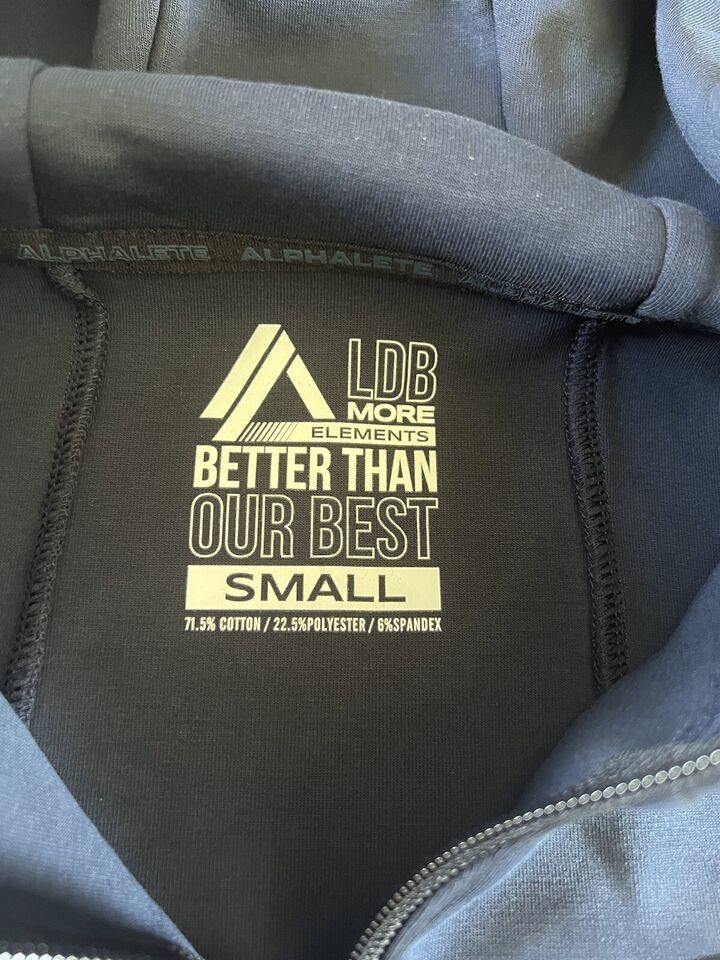 ALPHALETE ALPHALETE
LDB
MORE
ELEMENTS
BETTER THAN
OUR BEST
SMALL
71.5% COTTON / 22.5%POLYESTER / 6%SPANDEX